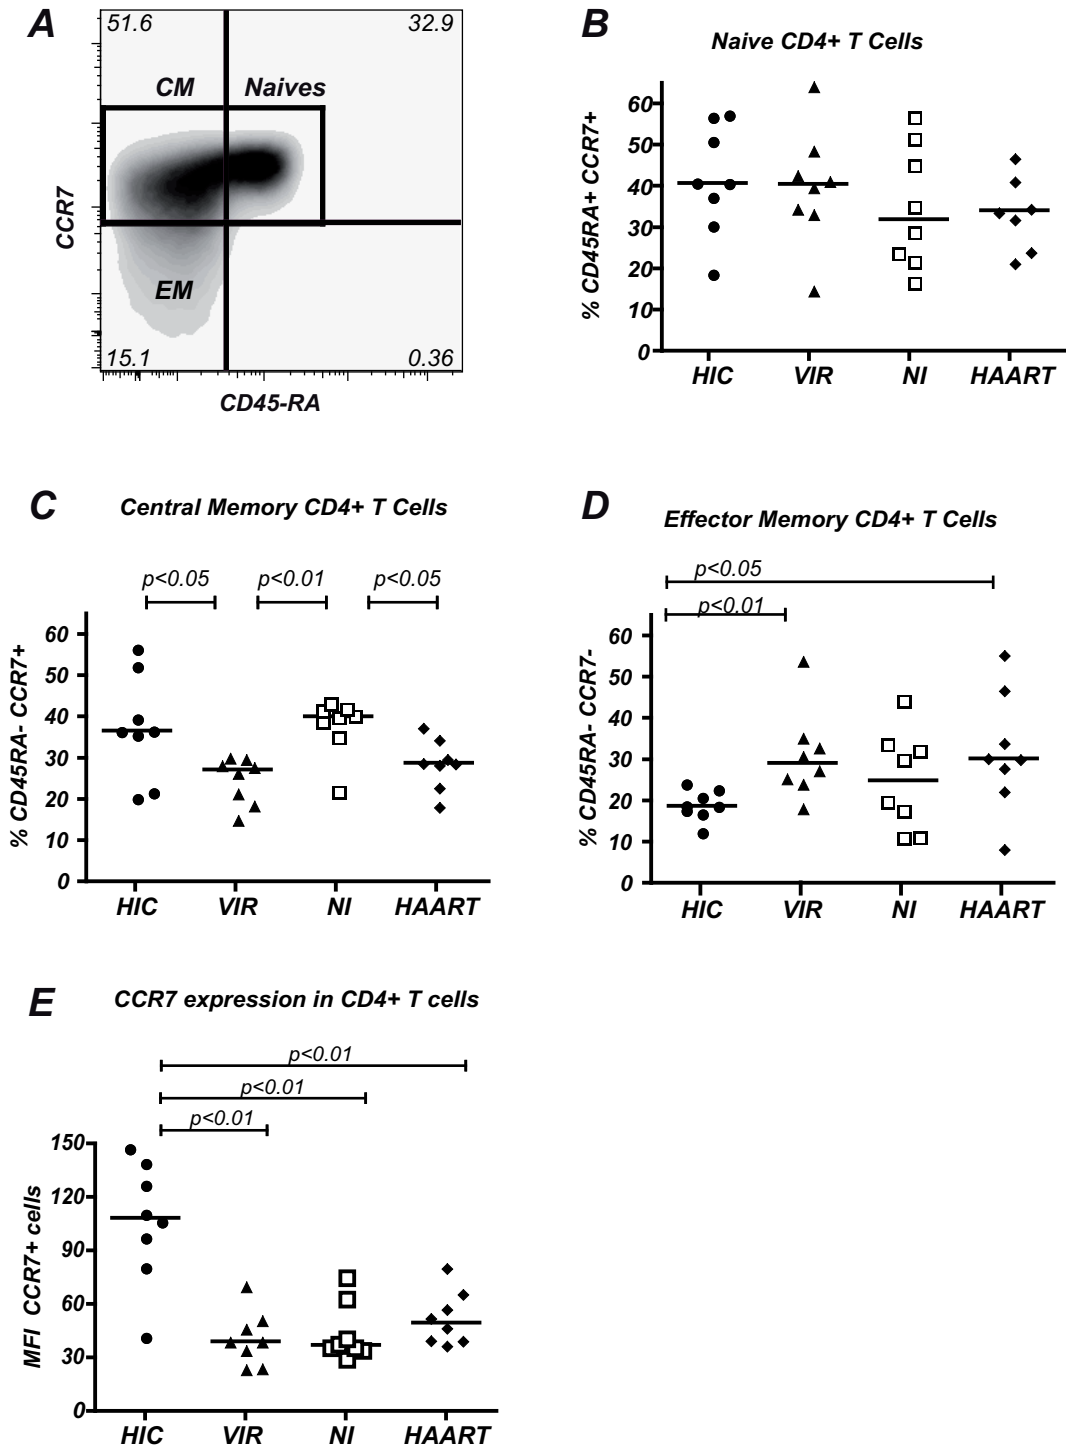 A
51.6
32.9
CM
Naives
CCR7
EM
15.1
0.36
CD45-RA
B
Naive CD4+ T Cells
% CD45RA+ CCR7+
60
50
40
30
20
10
0
HIC
VIR
NI
HAART
C
Central Memory CD4+ T Cells
p<0.05
p<0.01
p<0.05
% CD45RA- CCR7+
60
50
40
30
20
10
0
HIC
VIR
NI
HAART
D
Effector Memory CD4+ T Cells
p<0.05
p<0.01
% CD45RA- CCR7-
60
50
40
30
20
10
0
HIC
VIR
NI
HAART
E
CCR7 expression in CD4+ T cells
p<0.01
p<0.01
p<0.01
MFI CCR7+ cells
150
120
90
60
30
0
HIC
VIR
NI
HAART